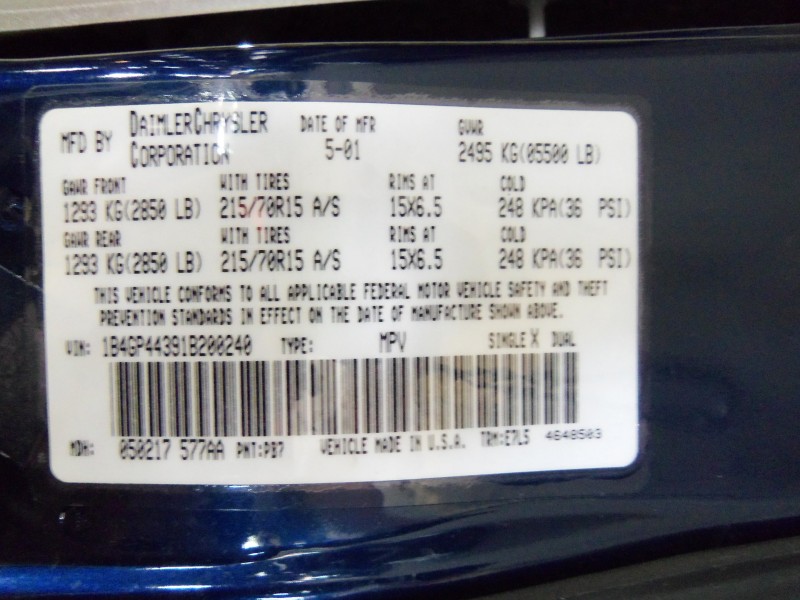 MFD BY DAIMLERCHRYSLER CORPORATION DATE OF MFR 5-01 GVWR 2495 KG(05500 LB)
GAWR FRONT WITH TIRES RIMS AT COLD
1293 KG(2850 LB) 215/70R15 A/S 15X6.5 248 KPA(36 PSI)
GAWR REAR WITH TIRES RIMS AT COLD
1293 KG(2850 LB) 215/70R15 A/S 15X6.5 248 KPA(36 PSI)
THIS VEHICLE CONFORMS TO ALL APPLICABLE FEDERAL MOTOR VEHICLE SAFETY AND THEFT
PREVENTION STANDARDS IN EFFECT ON THE DATE OF MANUFACTURE SHOWN ABOVE.
VIN: 1B4GP44391B200240 TYPE: MPV SINGLE X DUAL
MDH: 050217 577AA PNT:PB7 VEHICLE MADE IN U.S.A. TRM:E7L5 4648503